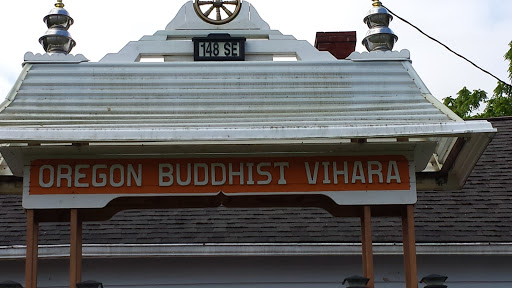 148 SE
OREGON BUDDHIST VIHARA